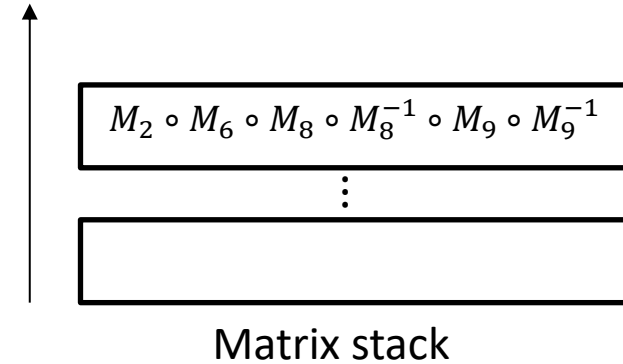 M₂ ∘ M₆ ∘ M₈ ∘ M₈⁻¹ ∘ M₉ ∘ M₉⁻¹
⋮
Matrix stack